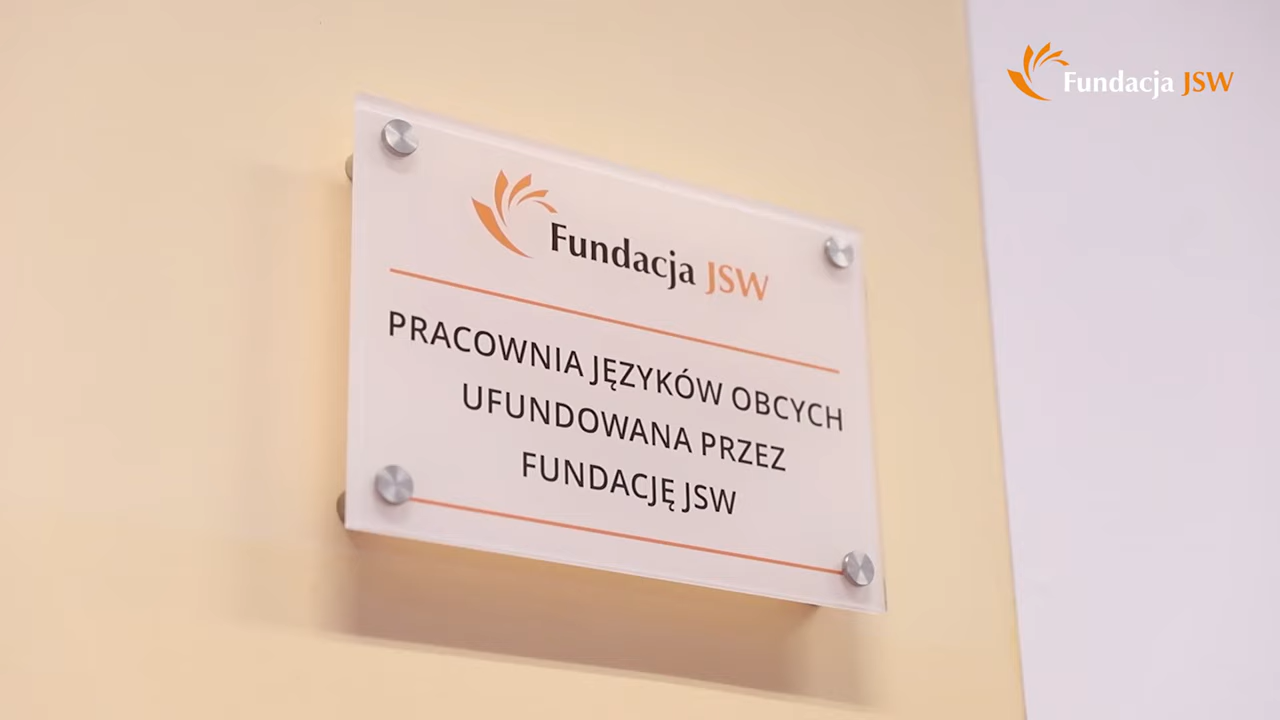 Fundacja JSW
Fundacja JSW
PRACOWNIA JĘZYKÓW OBCYCH
UFUNDOWANA PRZEZ
FUNDACJĘ JSW